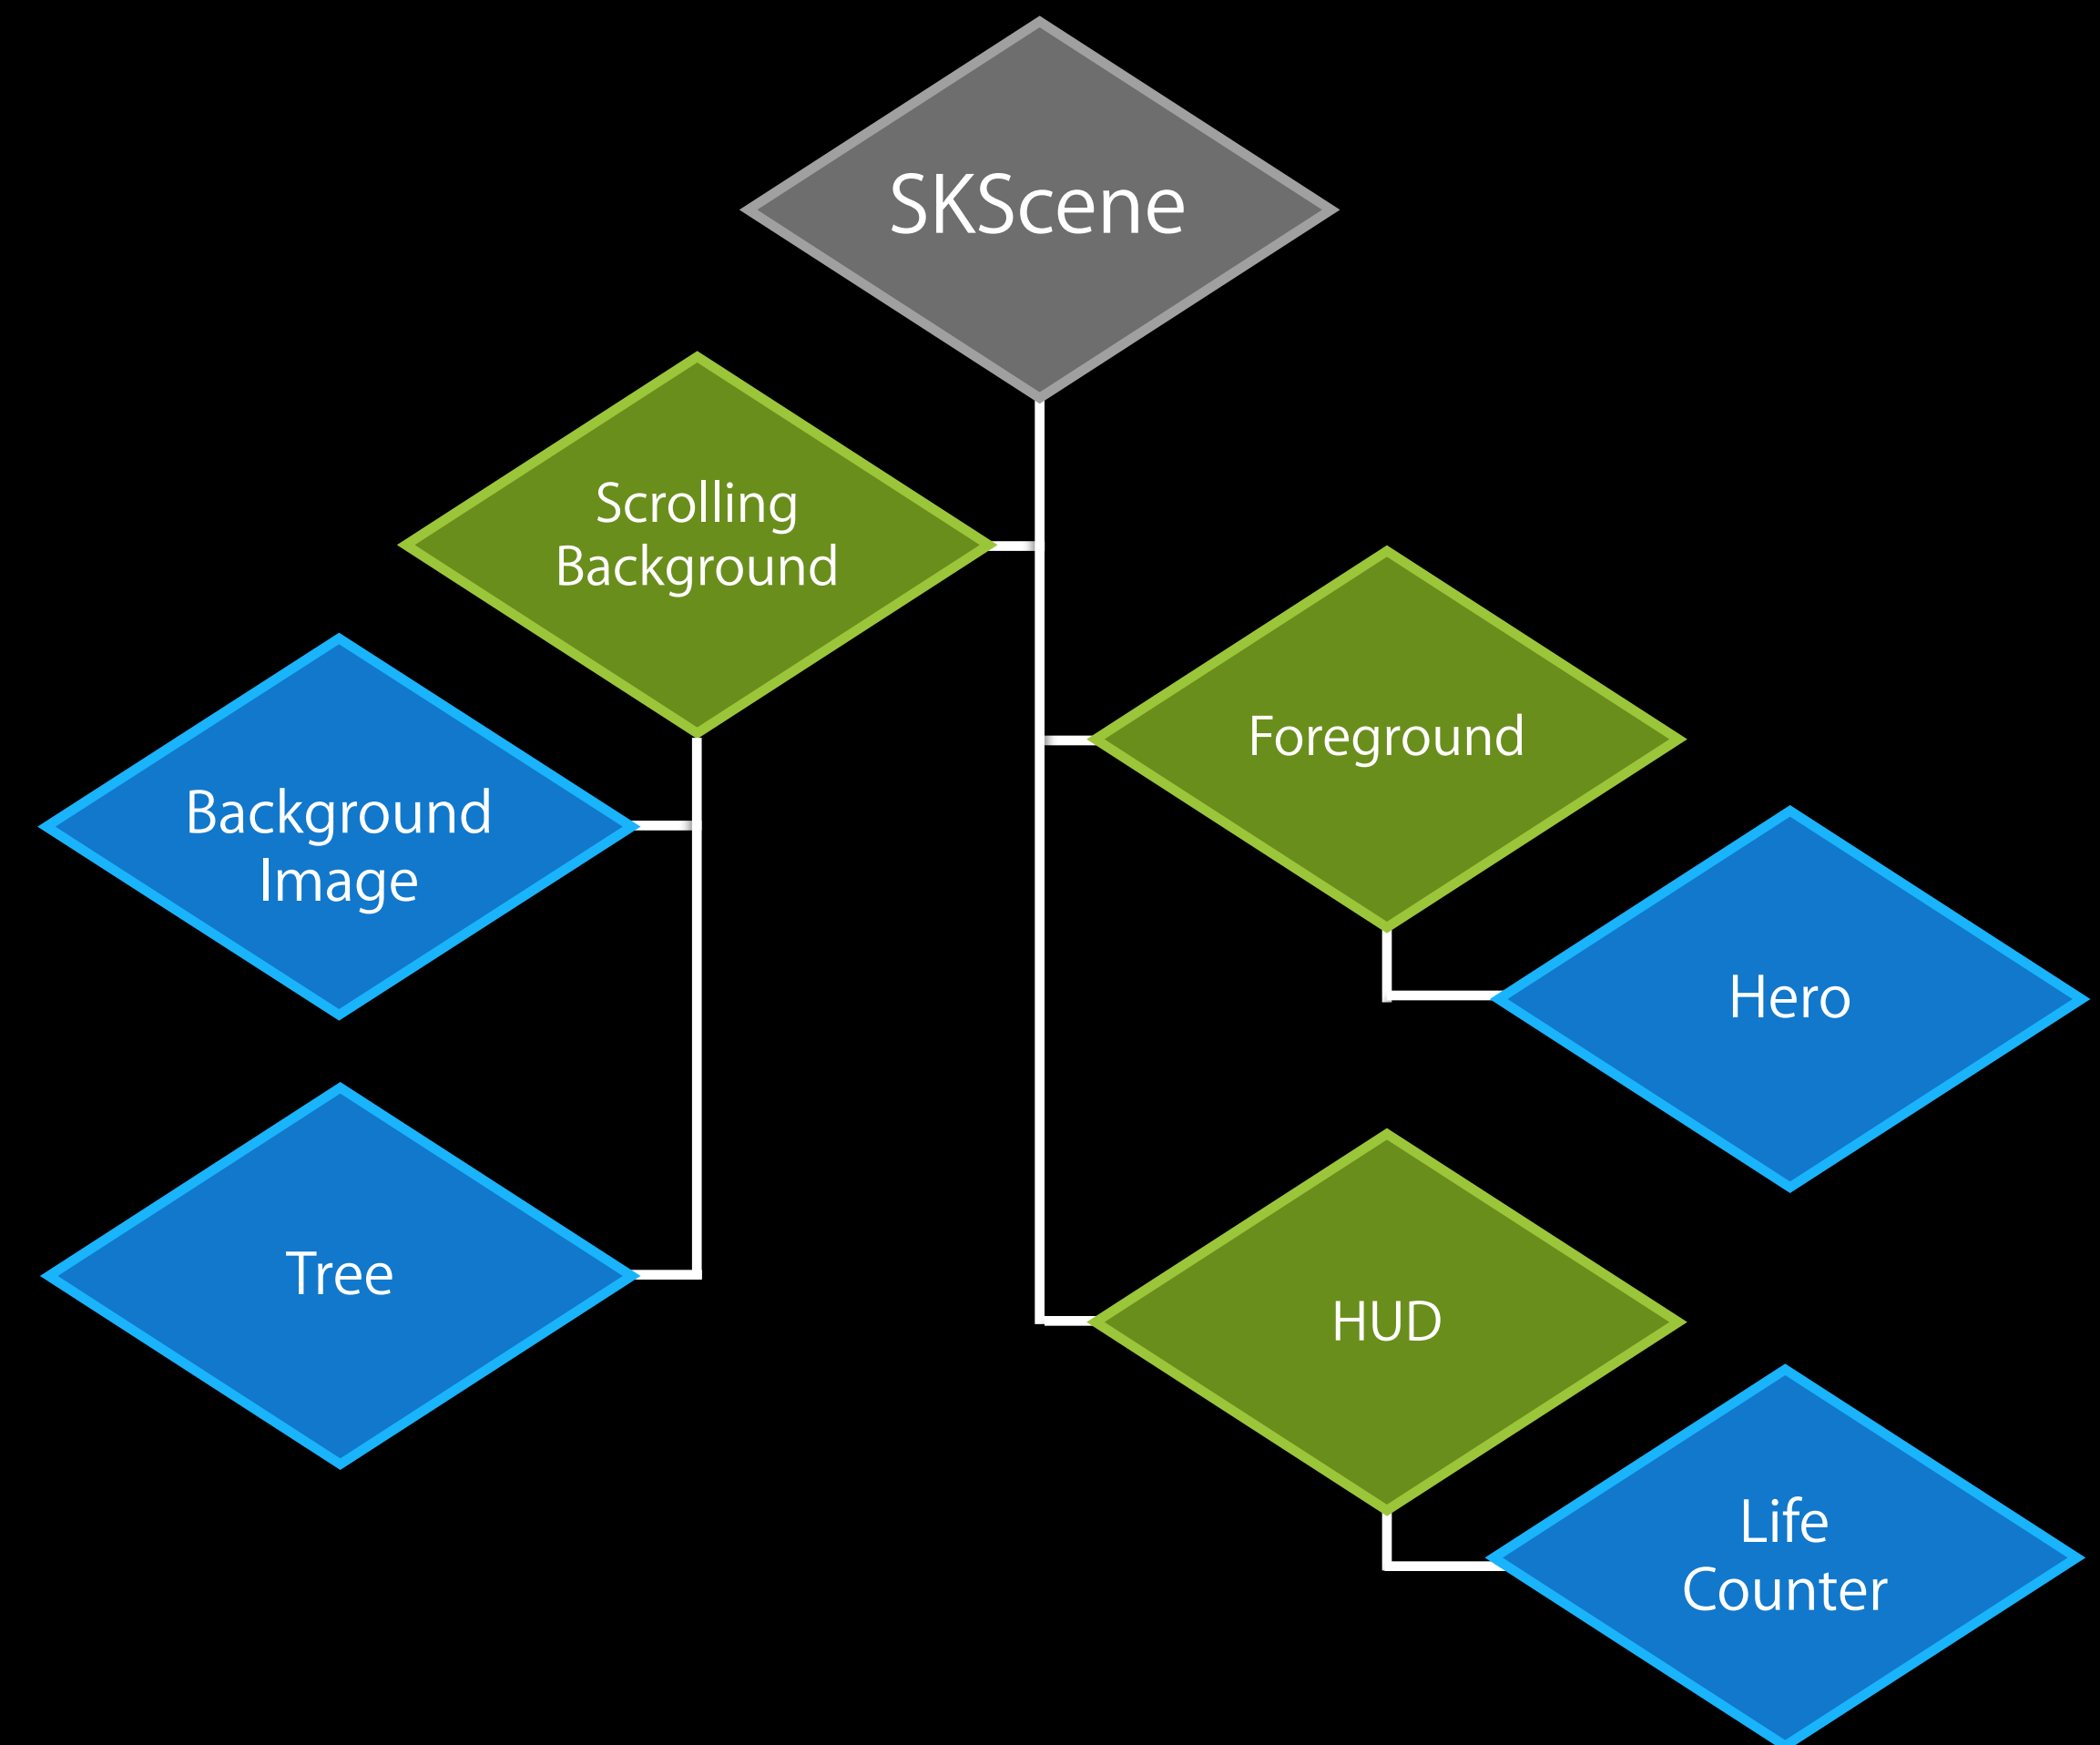 SKScene
Scrolling
Background
Foreground
Background
Image
Hero
Tree
HUD
Life
Counter